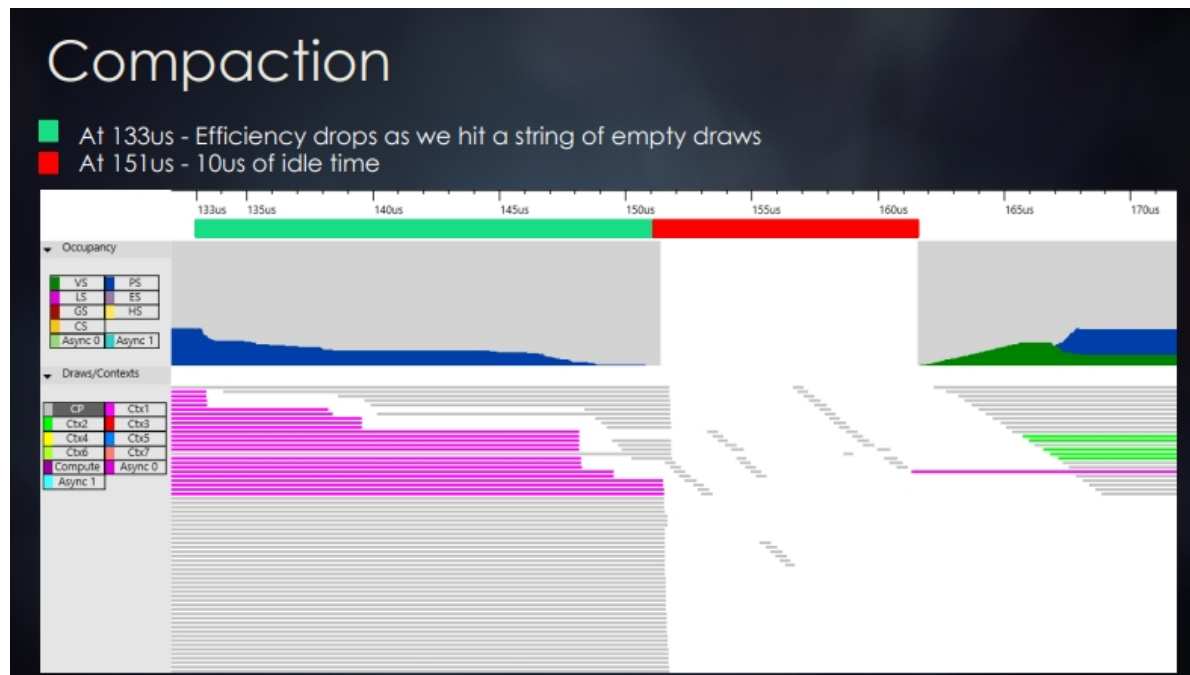 Compaction
At 133us - Efficiency drops as we hit a string of empty draws
At 151us - 10us of idle time
133us 135us 140us 145us 150us 155us 160us 165us 170us
Occupancy
VS PS
LS ES
GS HS
CS
Async 0 Async 1
Draws/Contexts
CP Ctx1
Ctx2 Ctx3
Ctx4 Ctx5
Ctx6 Ctx7
Compute Async 0
Async 1